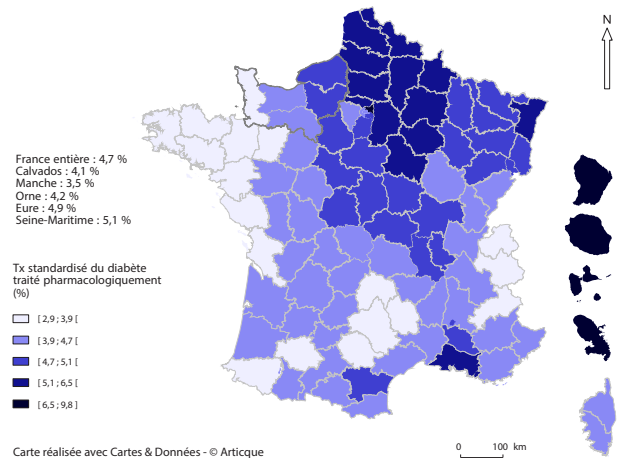 N
France entière : 4,7 %
Calvados : 4,1 %
Manche : 3,5 %
Orne : 4,2 %
Eure : 4,9 %
Seine-Maritime : 5,1 %
Tx standardisé du diabète
traité pharmacologiquement
(%)
[ 2,9 ; 3,9 [
[ 3,9 ; 4,7 [
[ 4,7 ; 5,1 [
[ 5,1 ; 6,5 [
[ 6,5 ; 9,8 ]
Carte réalisée avec Cartes & Données - © Articque
0 100 km